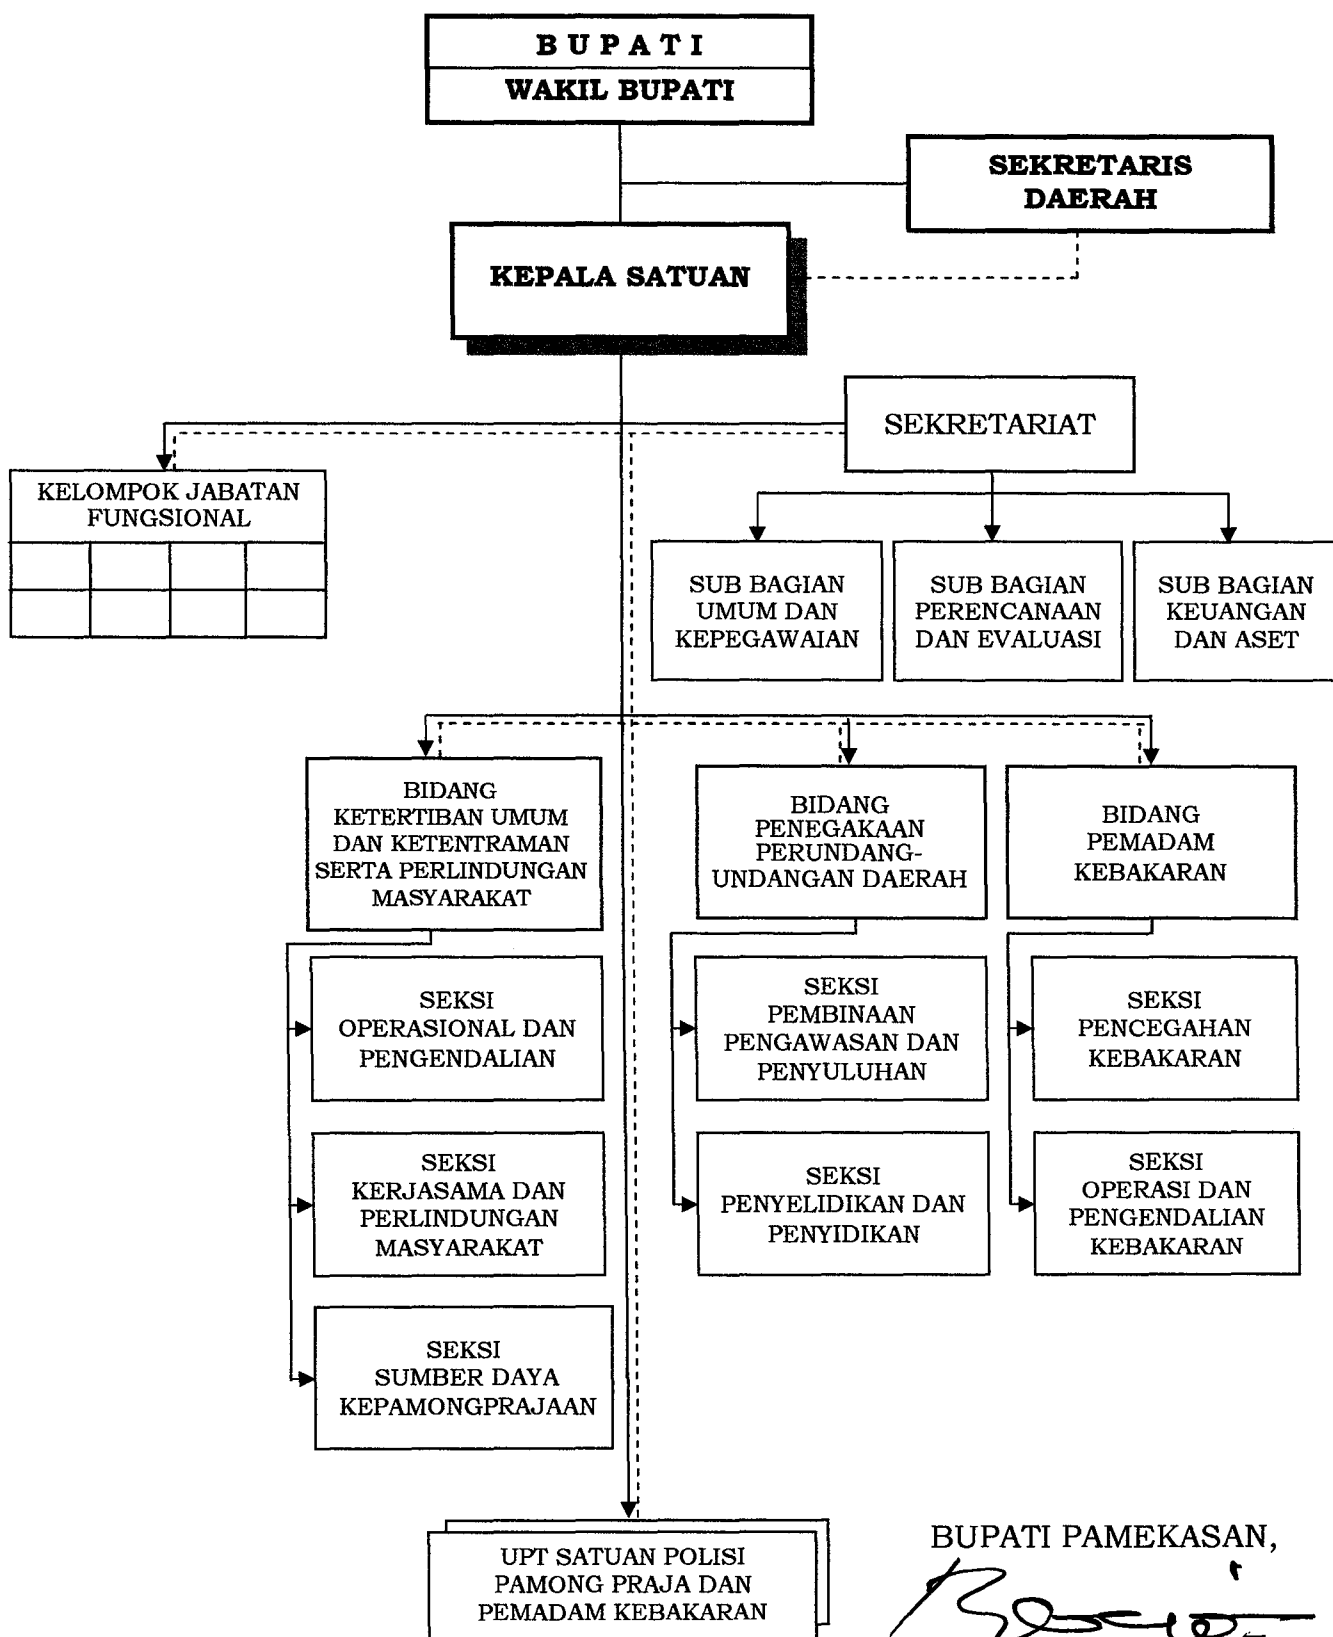 B U P A T I
WAKIL BUPATI
SEKRETARIS
DAERAH
KEPALA SATUAN
SEKRETARIAT
KELOMPOK JABATAN
FUNGSIONAL
SUB BAGIAN
UMUM DAN
KEPEGAWAIAN
SUB BAGIAN
PERENCANAAN
DAN EVALUASI
SUB BAGIAN
KEUANGAN
DAN ASET
BIDANG
KETERTIBAN UMUM
DAN KETENTRAMAN
SERTA PERLINDUNGAN
MASYARAKAT
BIDANG
PENEGAKAAN
PERUNDANG-
UNDANGAN DAERAH
BIDANG
PEMADAM
KEBAKARAN
SEKSI
OPERASIONAL DAN
PENGENDALIAN
SEKSI
PEMBINAAN
PENGAWASAN DAN
PENYULUHAN
SEKSI
PENCEGAHAN
KEBAKARAN
SEKSI
KERJASAMA DAN
PERLINDUNGAN
MASYARAKAT
SEKSI
PENYELIDIKAN DAN
PENYIDIKAN
SEKSI
OPERASI DAN
PENGENDALIAN
KEBAKARAN
SEKSI
SUMBER DAYA
KEPAMONGPRAJAAN
UPT SATUAN POLISI
PAMONG PRAJA DAN
PEMADAM KEBAKARAN
BUPATI PAMEKASAN,